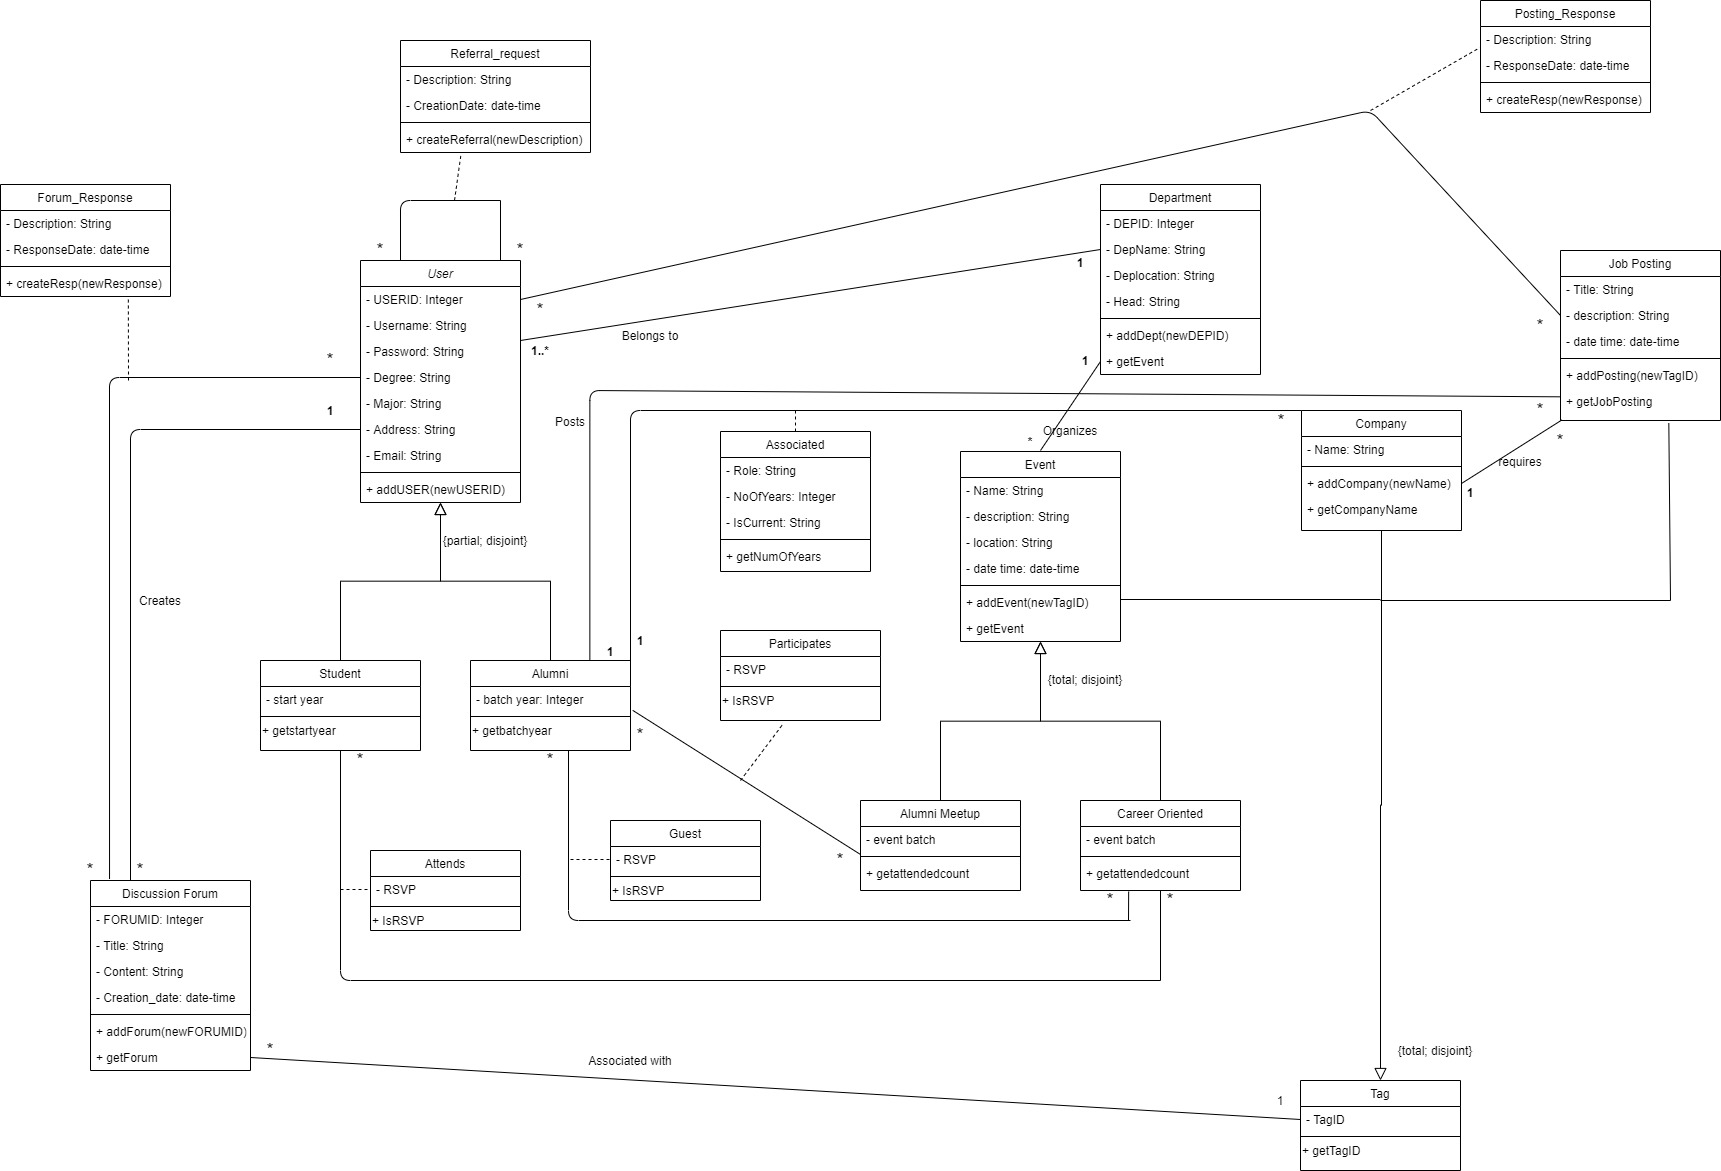 Posting_Response
- Description: String
- ResponseDate: date-time
+ createResp(newResponse)
Referral_request
- Description: String
- CreationDate: date-time
+ createReferral(newDescription)
Forum_Response
- Description: String
- ResponseDate: date-time
+ createResp(newResponse)
*
*
User
- USERID: Integer
- Username: String
- Password: String
- Degree: String
- Major: String
- Address: String
- Email: String
+ addUSER(newUSERID)
*
1
*
1..*
Belongs to
1
Department
- DEPID: Integer
- DepName: String
- Deplocation: String
- Head: String
+ addDept(newDEPID)
+ getEvent
1
*
Organizes
Job Posting
- Title: String
- description: String
- date time: date-time
+ addPosting(newTagID)
+ getJobPosting
*
*
*
requires
1
Posts
*
Company
- Name: String
+ addCompany(newName)
+ getCompanyName
Associated
- Role: String
- NoOfYears: Integer
- IsCurrent: String
+ getNumOfYears
Event
- Name: String
- description: String
- location: String
- date time: date-time
+ addEvent(newTagID)
+ getEvent
{partial; disjoint}
Creates
1
1
Student
- start year
+ getstartyear
*
Alumni
- batch year: Integer
+ getbatchyear
*
*
Participates
- RSVP
+ IsRSVP
{total; disjoint}
Alumni Meetup
- event batch
+ getattendedcount
*
Career Oriented
- event batch
+ getattendedcount
*
*
Guest
- RSVP
+ IsRSVP
Attends
- RSVP
+ IsRSVP
*
*
Discussion Forum
- FORUMID: Integer
- Title: String
- Content: String
- Creation_date: date-time
+ addForum(newFORUMID)
+ getForum
*
Associated with
1
{total; disjoint}
Tag
- TagID
+ getTagID